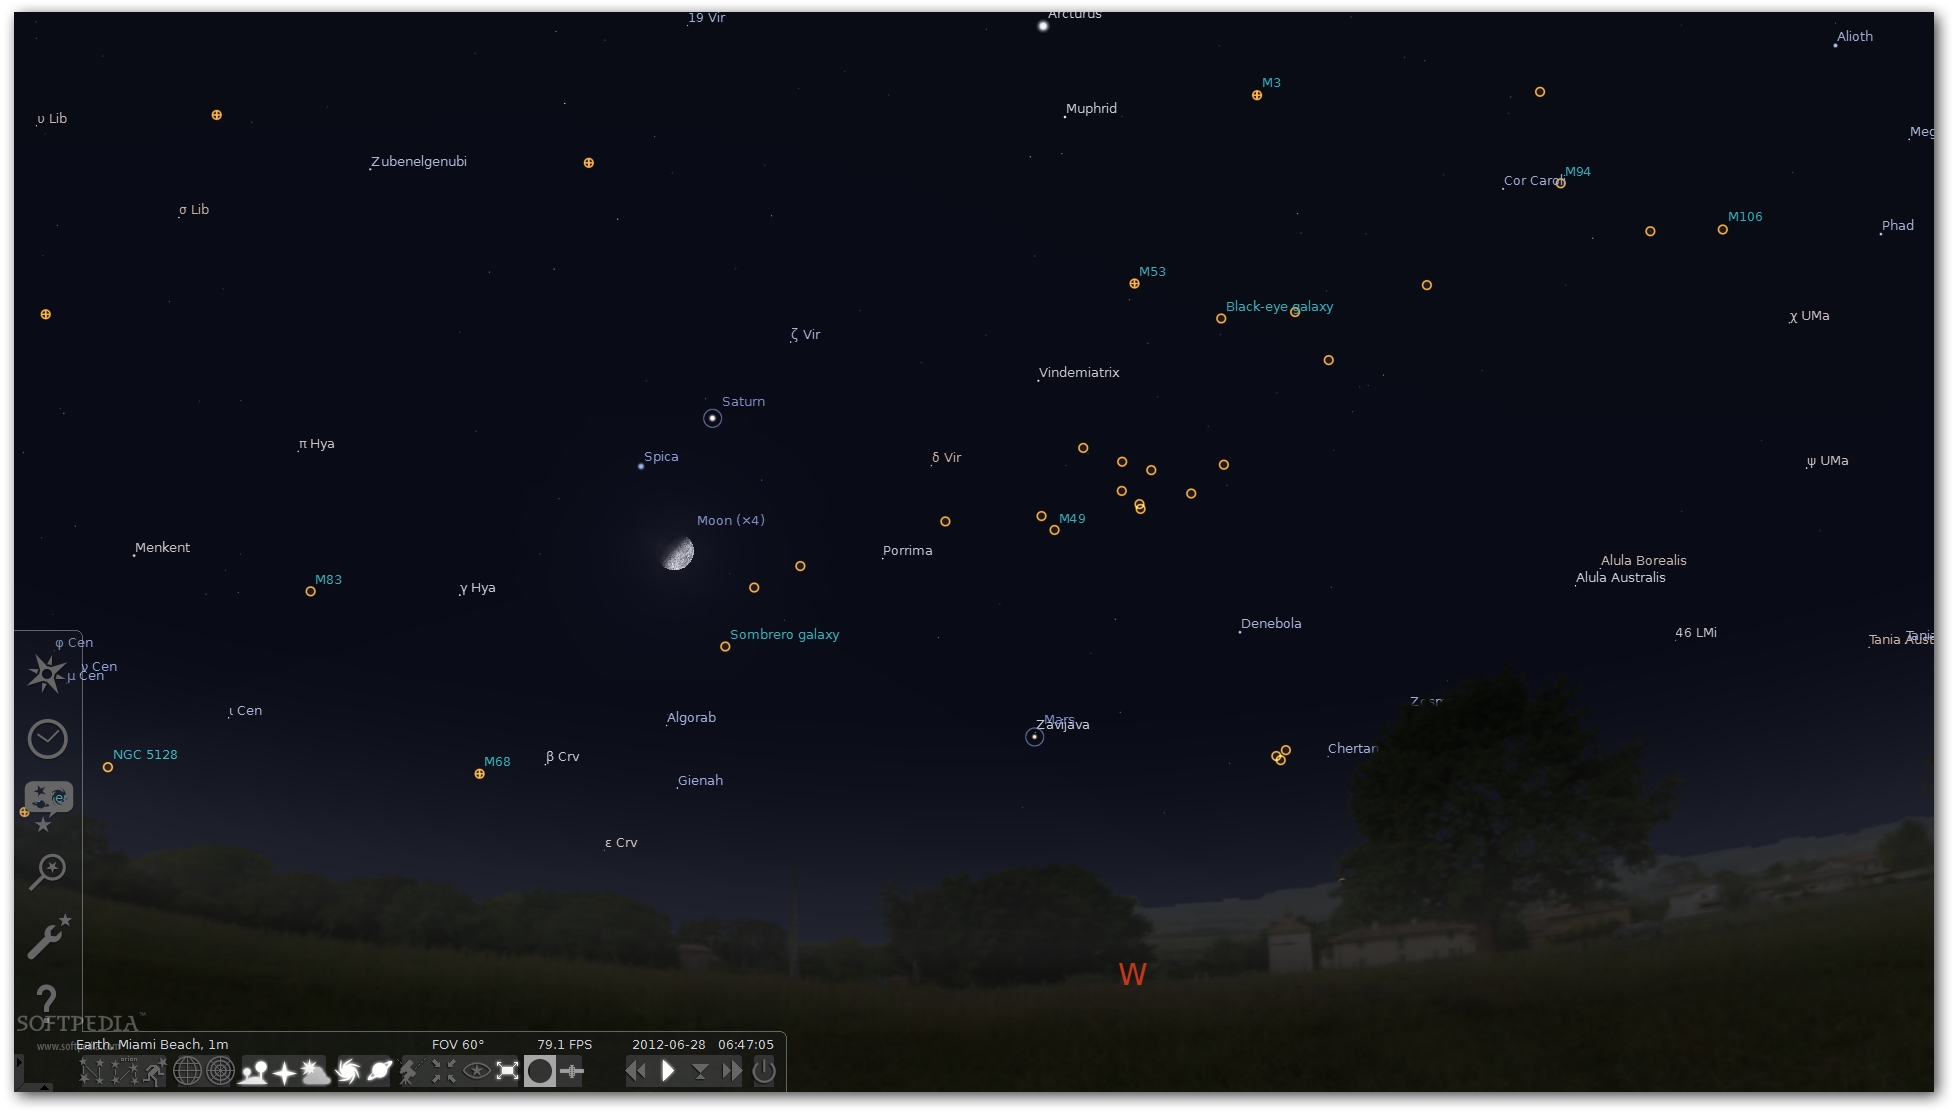 19 Vir
Arcturus
Alioth
M3
Muphrid
υ Lib
Zubenelgenubi
M94
Cor Caroli
σ Lib
M106
Phad
M53
Black-eye galaxy
χ UMa
ζ Vir
Vindemiatrix
Saturn
π Hya
Spica
δ Vir
ψ UMa
Moon (×4)
M49
Menkent
Porrima
Alula Borealis
M83
Alula Australis
γ Hya
Denebola
46 LMi
Sombrero galaxy
φ Cen
Tania Aust
ν Cen
μ Cen
ι Cen
Algorab
Mars
Zavijava
Chertan
NGC 5128
β Crv
M68
Gienah
ε Crv
W
SOFTPEDIA™
Earth, Miami Beach, 1m
FOV 60°
79.1 FPS
2012-06-28 06:47:05